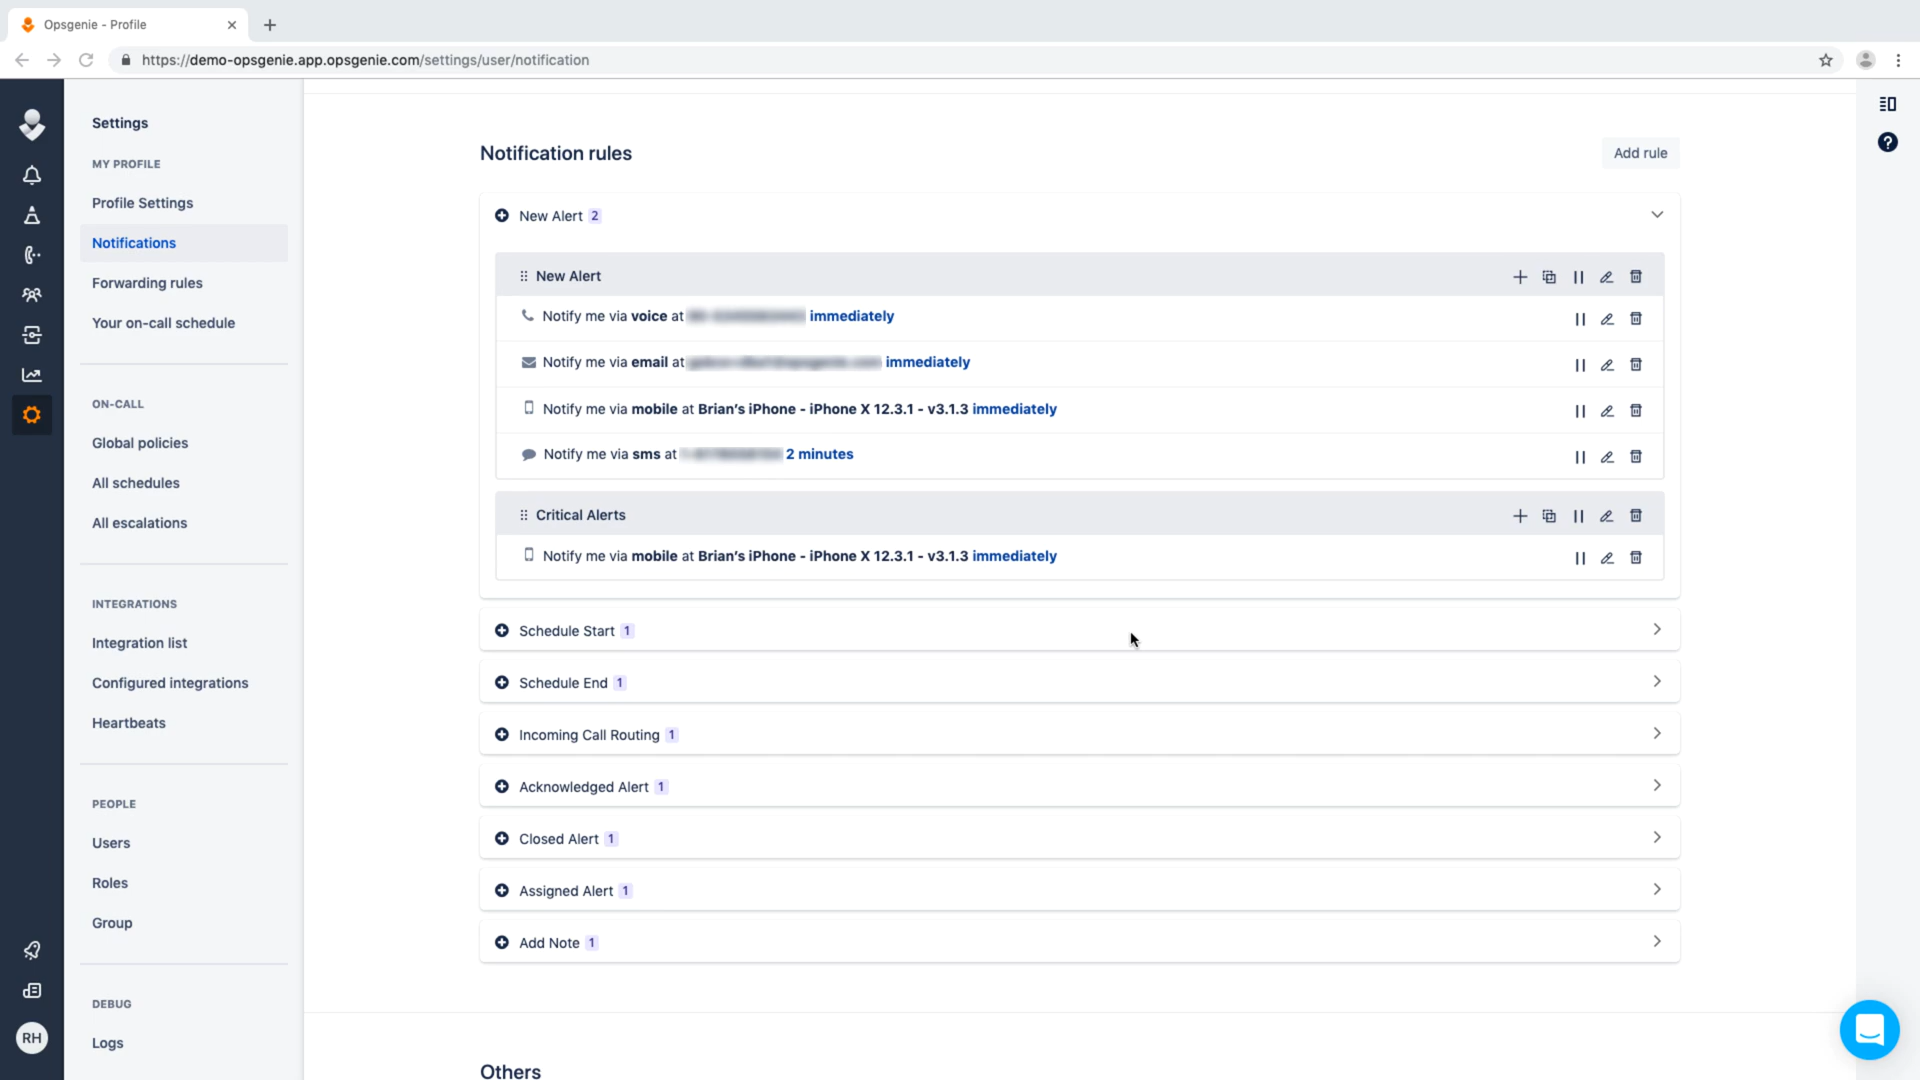 Opsgenie - Profile
https://demo-opsgenie.app.opsgenie.com/settings/user/notification
Settings
MY PROFILE
Profile Settings
Notifications
Forwarding rules
Your on-call schedule
ON-CALL
Global policies
All schedules
All escalations
INTEGRATIONS
Integration list
Configured integrations
Heartbeats
PEOPLE
Users
Roles
Group
DEBUG
Logs
RH
Notification rules
Add rule
New Alert 2
New Alert
Notify me via voice at immediately
Notify me via email at immediately
Notify me via mobile at Brian’s iPhone - iPhone X 12.3.1 - v3.1.3 immediately
Notify me via sms at 2 minutes
Critical Alerts
Notify me via mobile at Brian’s iPhone - iPhone X 12.3.1 - v3.1.3 immediately
Schedule Start 1
Schedule End 1
Incoming Call Routing 1
Acknowledged Alert 1
Closed Alert 1
Assigned Alert 1
Add Note 1
Others